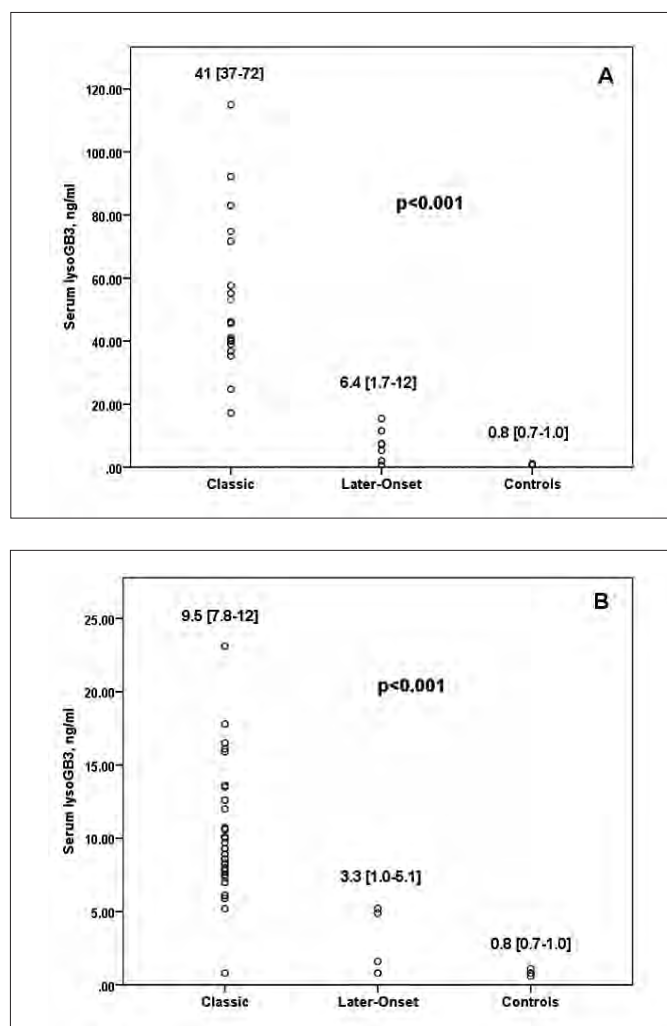 A
41 [37-72]
120.00
100.00
p<0.001
80.00
Serum lysoGB3, ng/ml
60.00
40.00
6.4 [1.7-12]
20.00
0.8 [0.7-1.0]
.00
Classic Later-Onset Controls
B
9.5 [7.8-12]
25.00
p<0.001
20.00
Serum lysoGB3, ng/ml
15.00
10.00
3.3 [1.0-5.1]
5.00
0.8 [0.7-1.0]
.00
Classic Later-Onset Controls